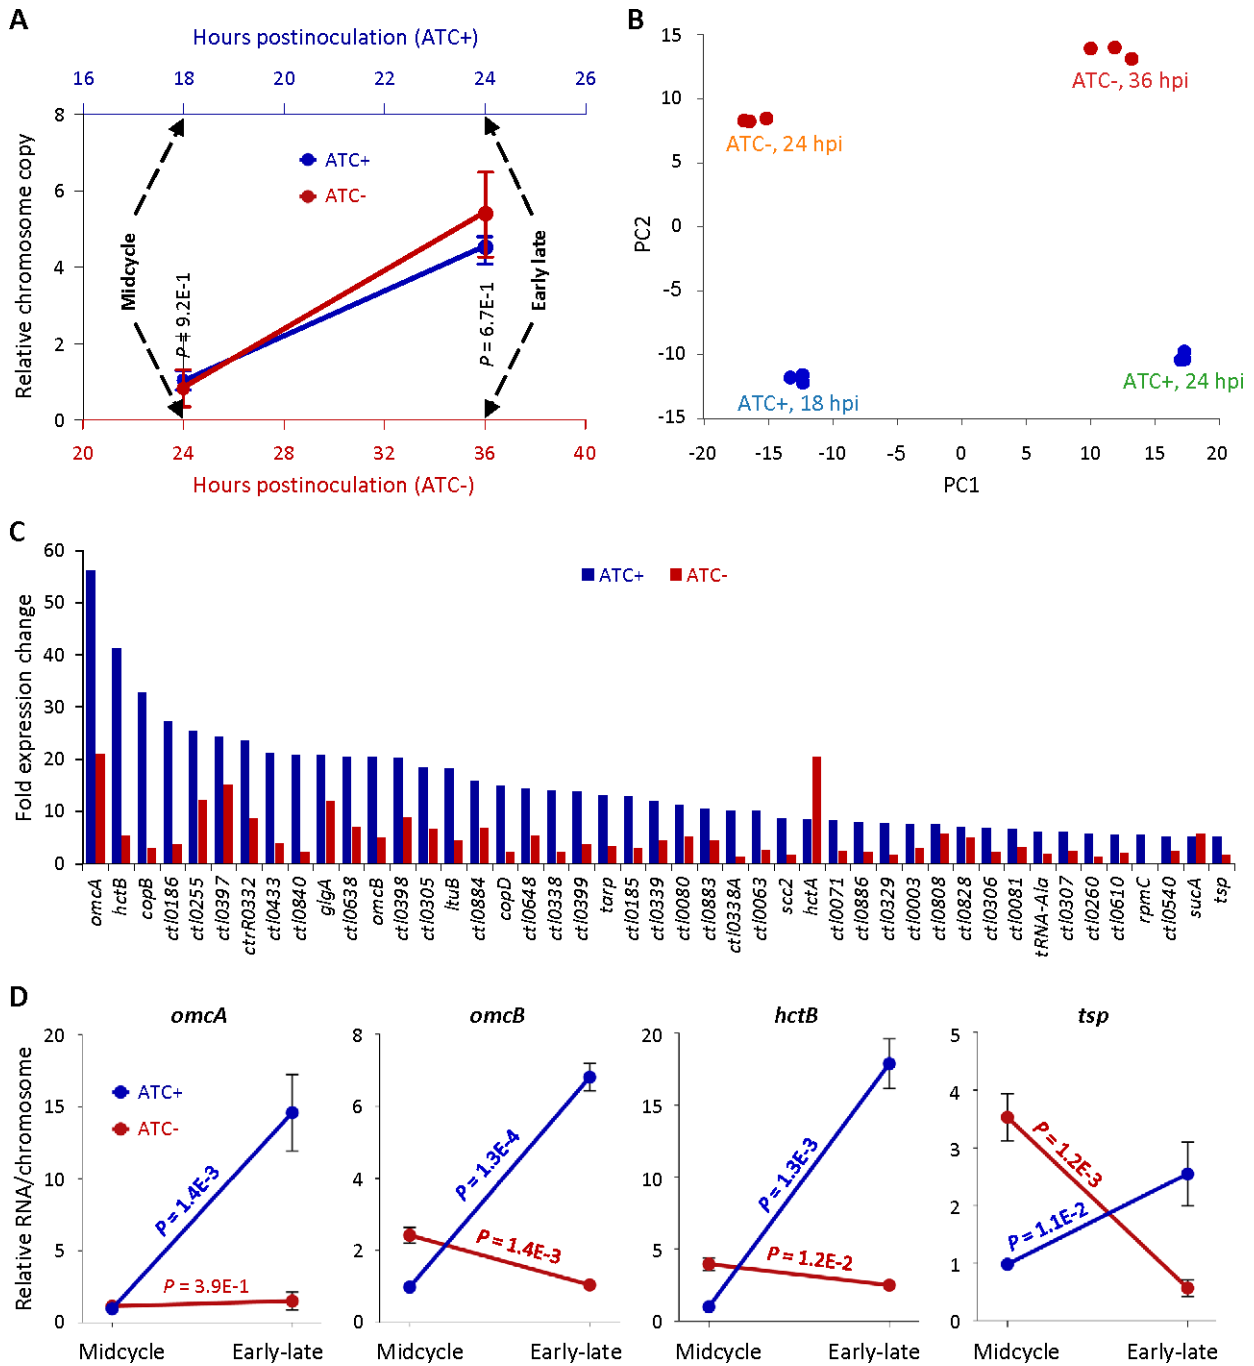 A
Hours postinoculation (ATC+)
16 18 20 22 24 26
Relative chromosome copy
8
6
4
2
0
ATC+
ATC-
Midcycle
P = 9.2E-1
P = 6.7E-1
Early late
20 24 28 32 36 40
Hours postinoculation (ATC-)
B
PC2
15
10
5
0
-5
-10
-15
ATC-, 36 hpi
ATC-, 24 hpi
ATC+, 18 hpi
ATC+, 24 hpi
-20 -15 -10 -5 0 5 10 15 20
PC1
C
Fold expression change
60
50
40
30
20
10
0
ATC+ ATC-
omcA
hctB
copB
ctl0186
ctl0255
ctl0397
ctrR0332
ctl0433
ctl0840
glgA
ctl0638
omcB
ctl0398
ctl0305
ltuB
ctl0884
copD
ctl0648
ctl0338
ctl0399
tarp
ctl0185
ctl0339
ctl0080
ctl0883
ctl0338A
ctl0063
scc2
hctA
ctl0071
ctl0886
ctl0329
ctl0003
ctl0808
ctl0828
ctl0306
ctl0081
tRNA-Ala
ctl0307
ctl0260
ctl0610
rpmC
ctl0540
sucA
tsp
D
Relative RNA/chromosome
omcA
20
15
10
5
0
ATC+
ATC-
P = 1.4E-3
P = 3.9E-1
Midcycle Early-late
omcB
8
6
4
2
0
P = 1.3E-4
P = 1.4E-3
Midcycle Early-late
hctB
20
15
10
5
0
P = 1.3E-3
P = 1.2E-2
Midcycle Early-late
tsp
5
4
3
2
1
0
P = 1.2E-3
P = 1.1E-2
Midcycle Early-late